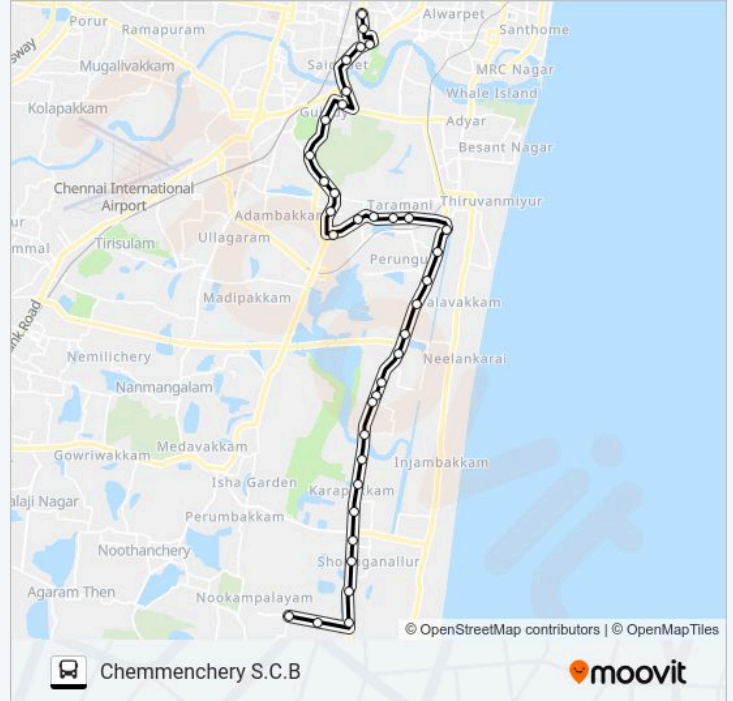 Alwarpet
Porur
Ramapuram
Santhome
Mugalivakkam
MRC Nagar
Whale Island
Kolapakkam
Adyar
Besant Nagar
Chennai International
Airport
Taramani
Thiruvanmiyur
Adambakkam
Ullagaram
Tirisulam
Madipakkam
Neelankarai
Nemilichery
Nanmangalam
Medavakkam
Gowriwakkam
Injambakkam
Isha Garden
Perumbakkam
Noothanchery
Agaram Then
Nookampalayam
© OpenStreetMap contributors | © OpenMapTiles
Chemmenchery S.C.B
moovit